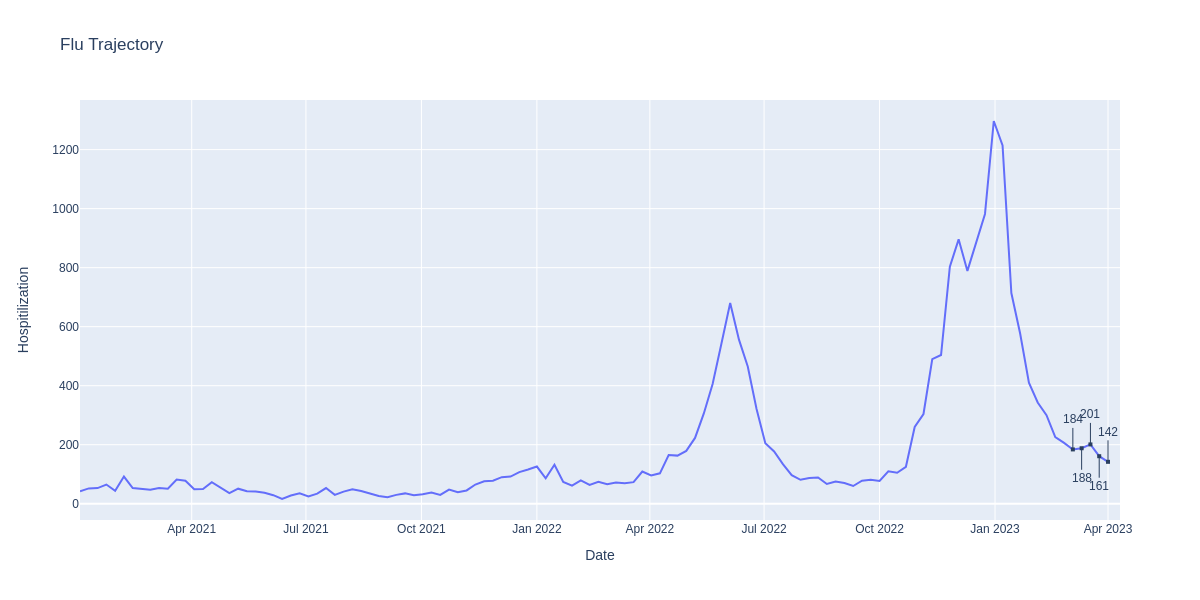 Flu Trajectory
1200
1000
800
600
400
200
0
Hospitilization
184
201
142
188
161
Apr 2021
Jul 2021
Oct 2021
Jan 2022
Apr 2022
Jul 2022
Oct 2022
Jan 2023
Apr 2023
Date